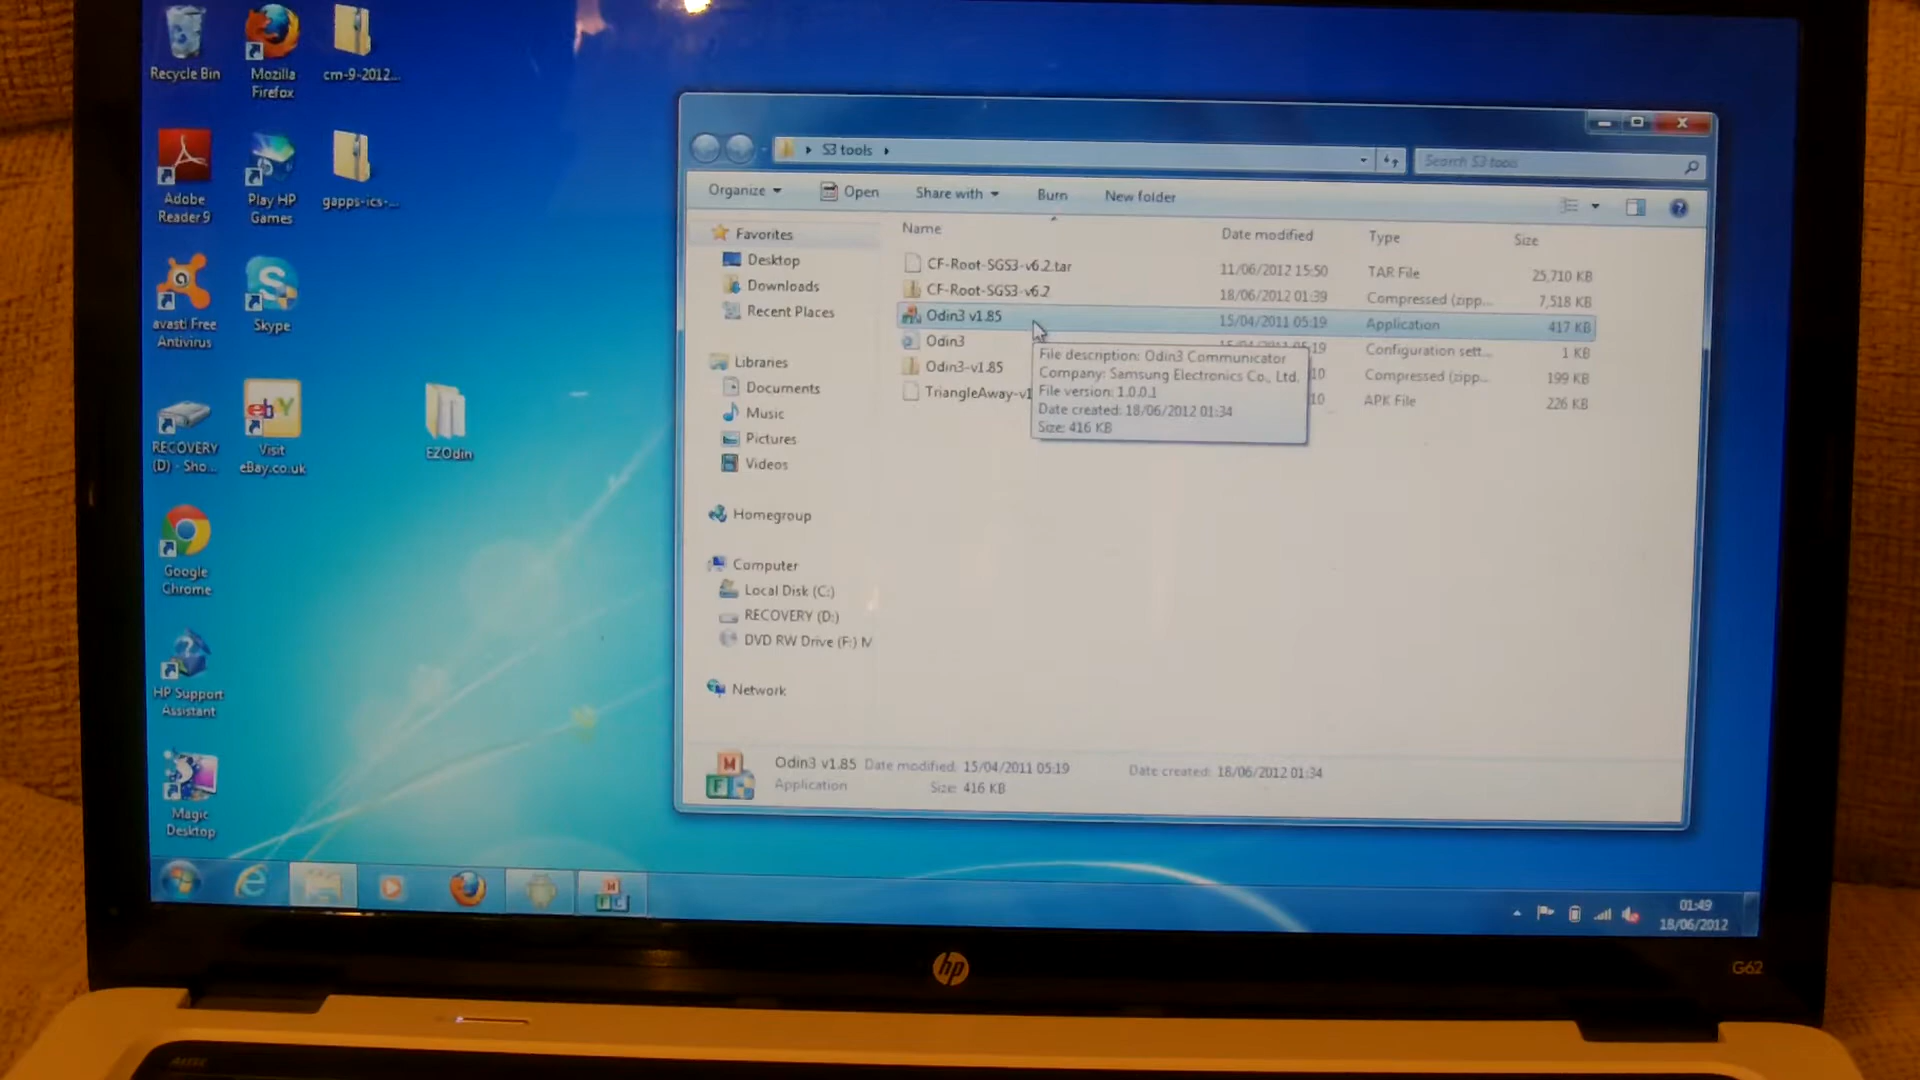 Recycle Bin
Mozilla
Firefox
cm-9-2012...
Adobe
Reader 9
Play HP
Games
gapps-ics-...
avast! Free
Antivirus
Skype
RECOVERY
(D) - Sho...
Visit
eBay.co.uk
EZOdin
Google
Chrome
HP Support
Assistant
Magic
Desktop
S3 tools
Search S3 tools
Organize
Open
Share with
Burn
New folder
Favorites
Desktop
Downloads
Recent Places
Libraries
Documents
Music
Pictures
Videos
Homegroup
Computer
Local Disk (C:)
RECOVERY (D:)
DVD RW Drive (F:) M
Network
Name Date modified Type Size
CF-Root-SGS3-v6.2.tar 11/06/2012 15:50 TAR File 25,710 KB
CF-Root-SGS3-v6.2 18/06/2012 01:39 Compressed (zipp... 7,518 KB
Odin3 v1.85 15/04/2011 05:19 Application 417 KB
Odin3 15/04/2011 05:19 Configuration sett... 1 KB
Odin3-v1.85 10 Compressed (zipp... 199 KB
TriangleAway-v1 10 APK File 226 KB
File description: Odin3 Communicator
Company: Samsung Electronics Co., Ltd.
File version: 1.0.0.1
Date created: 18/06/2012 01:34
Size: 416 KB
Odin3 v1.85 Date modified: 15/04/2011 05:19 Date created: 18/06/2012 01:34
Application Size: 416 KB
01:49
18/06/2012
hp
G62